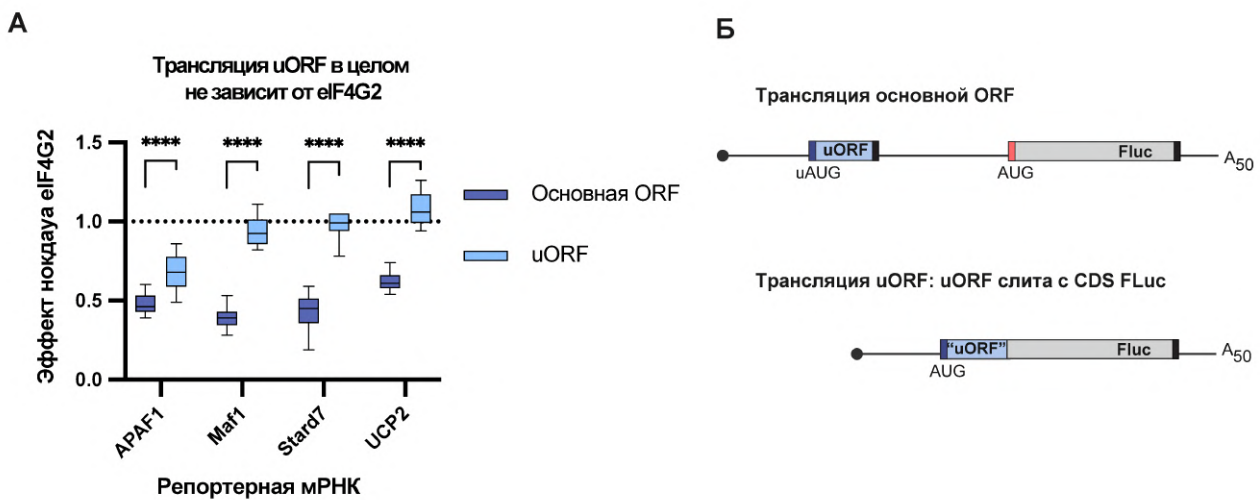 А
Трансляция uORF в целом
не зависит от eIF4G2
Эффект нокдауа eIF4G2
1.5
1.0
0.5
0.0
****
****
****
****
APAF1
Maf1
Stard7
UCP2
Репортерная мРНК
Основная ORF
uORF
Б
Трансляция основной ORF
uORF
Fluc
A50
uAUG
AUG
Трансляция uORF: uORF слита с CDS FLuc
"uORF"
Fluc
A50
AUG